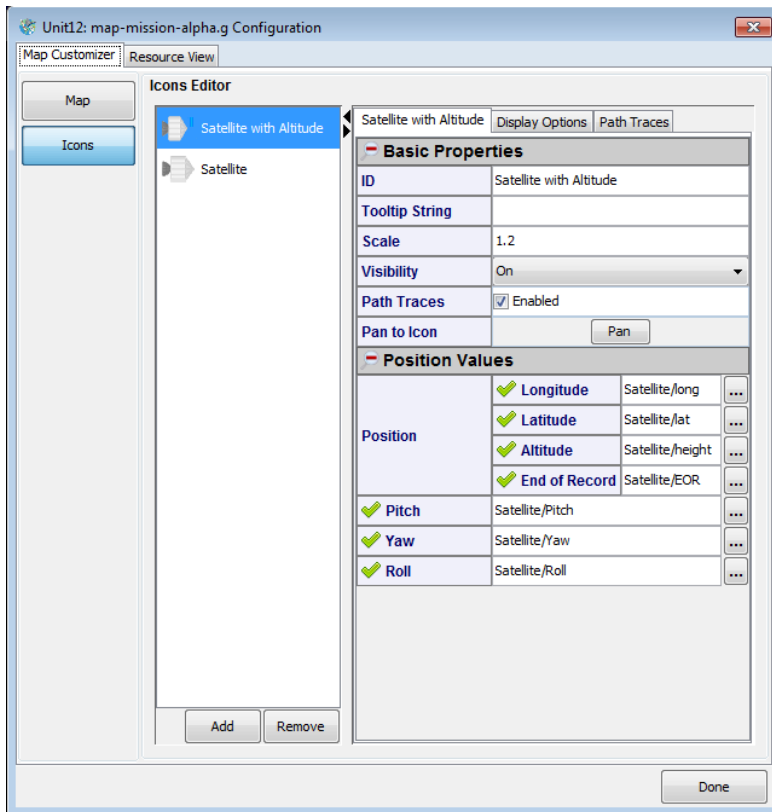 Unit12: map-mission-alpha.g Configuration
Map Customizer Resource View
Map
Icons
Icons Editor
Satellite with Altitude
Satellite
Add Remove
Satellite with Altitude Display Options Path Traces
Basic Properties
ID Satellite with Altitude
Tooltip String
Scale 1.2
Visibility On
Path Traces Enabled
Pan to Icon Pan
Position Values
Position
Longitude Satellite/long ...
Latitude Satellite/lat ...
Altitude Satellite/height ...
End of Record Satellite/EOR ...
Pitch Satellite/Pitch ...
Yaw Satellite/Yaw ...
Roll Satellite/Roll ...
Done